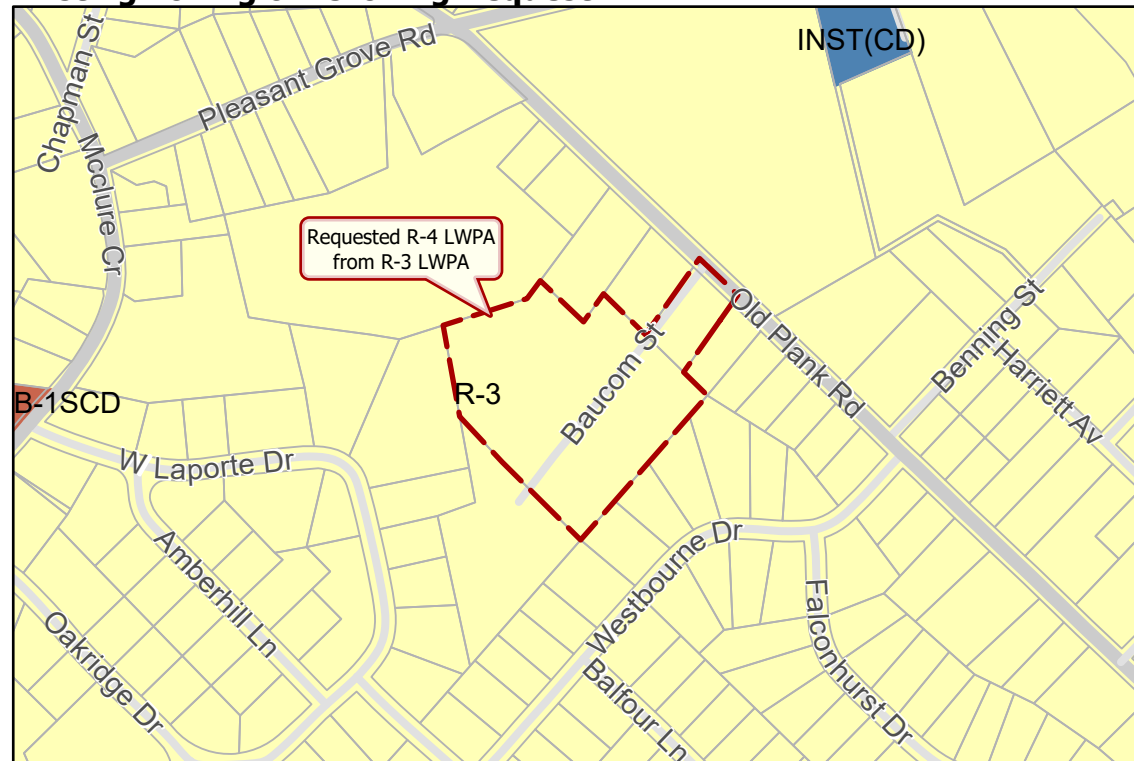 INST(CD)
Chapman St
Pleasant Grove Rd
Mcclure Cr
Requested R-4 LWPA
from R-3 LWPA
Old Plank Rd
Benning St
Harriett Av
R-3
Baucom St
B-1SCD
W Laporte Dr
Amberhill Ln
Oakridge Dr
Westbourne Dr
Balfour Ln
Falconhurst Dr